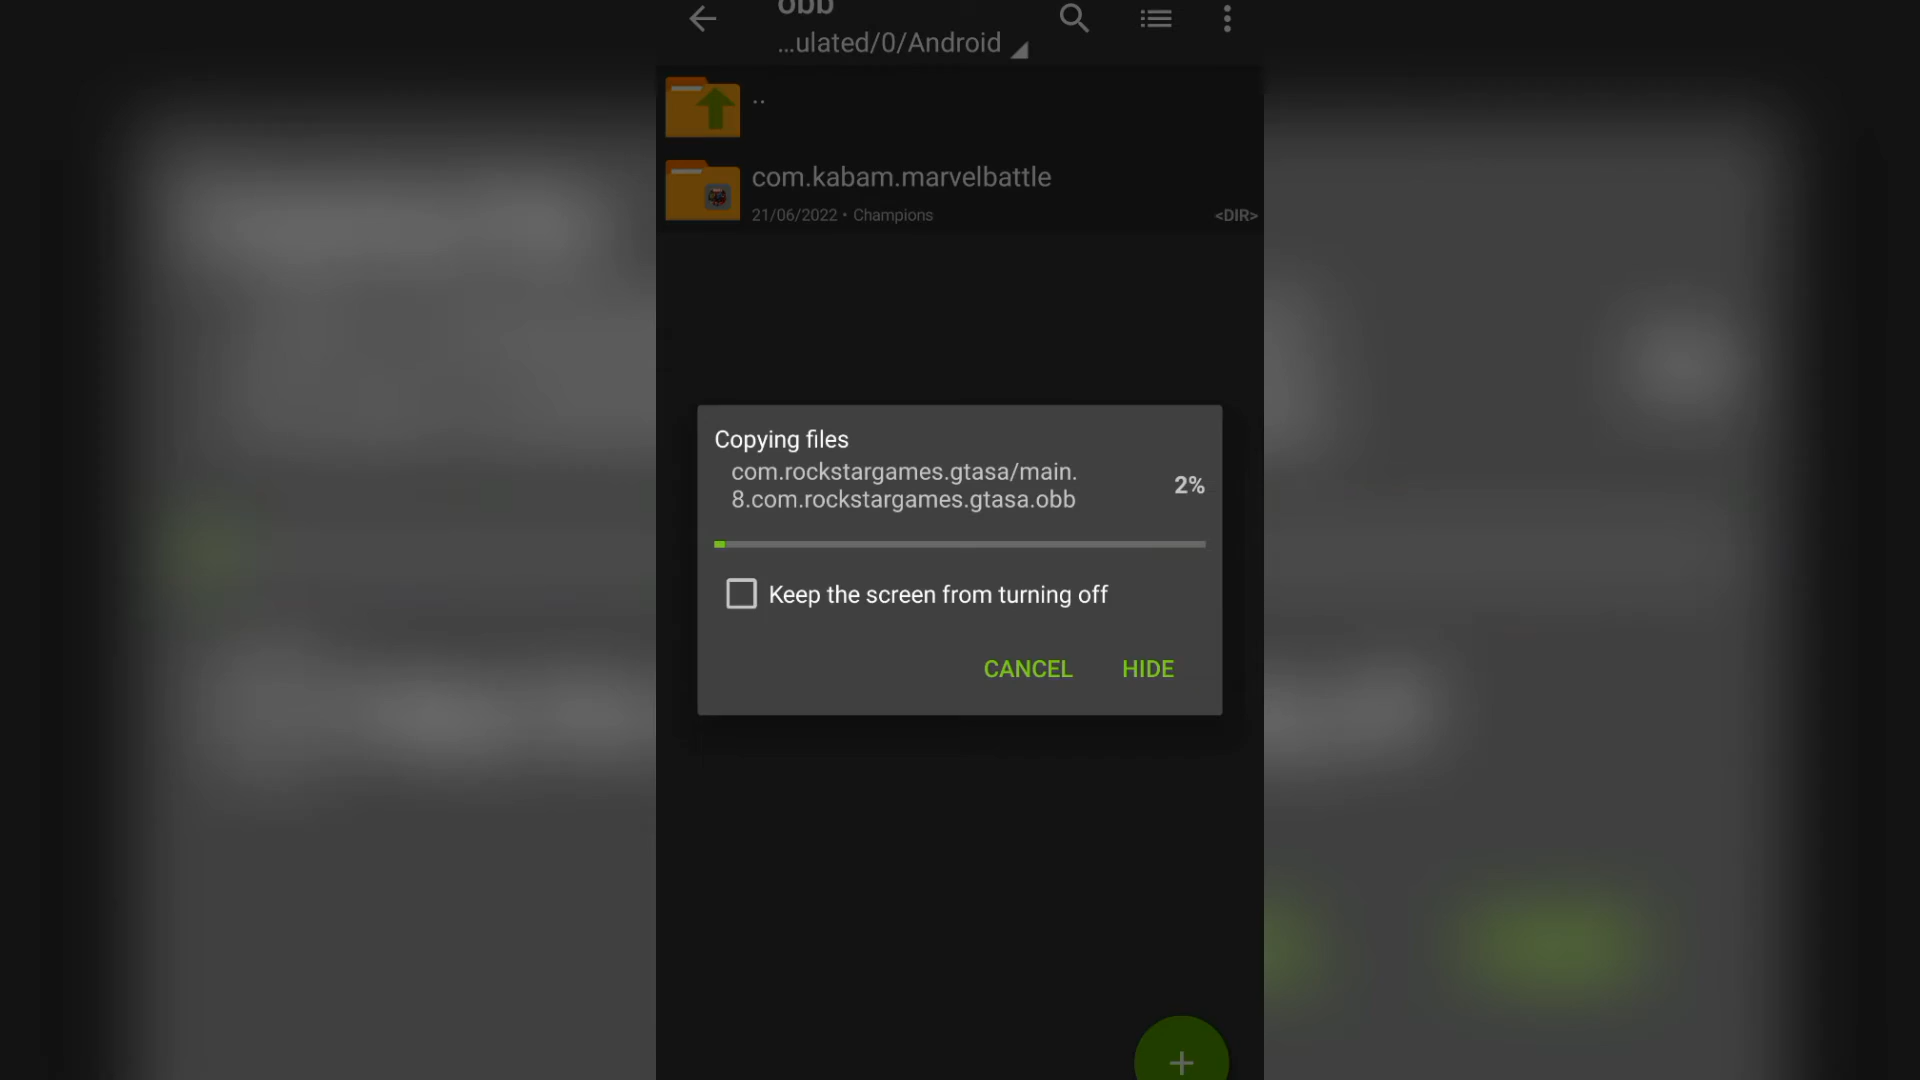 obb
...ulated/0/Android
..
com.kabam.marvelbattle
21/06/2022 • Champions
<DIR>
Copying files
com.rockstargames.gtasa/main.
8.com.rockstargames.gtasa.obb
2%
Keep the screen from turning off
CANCEL HIDE